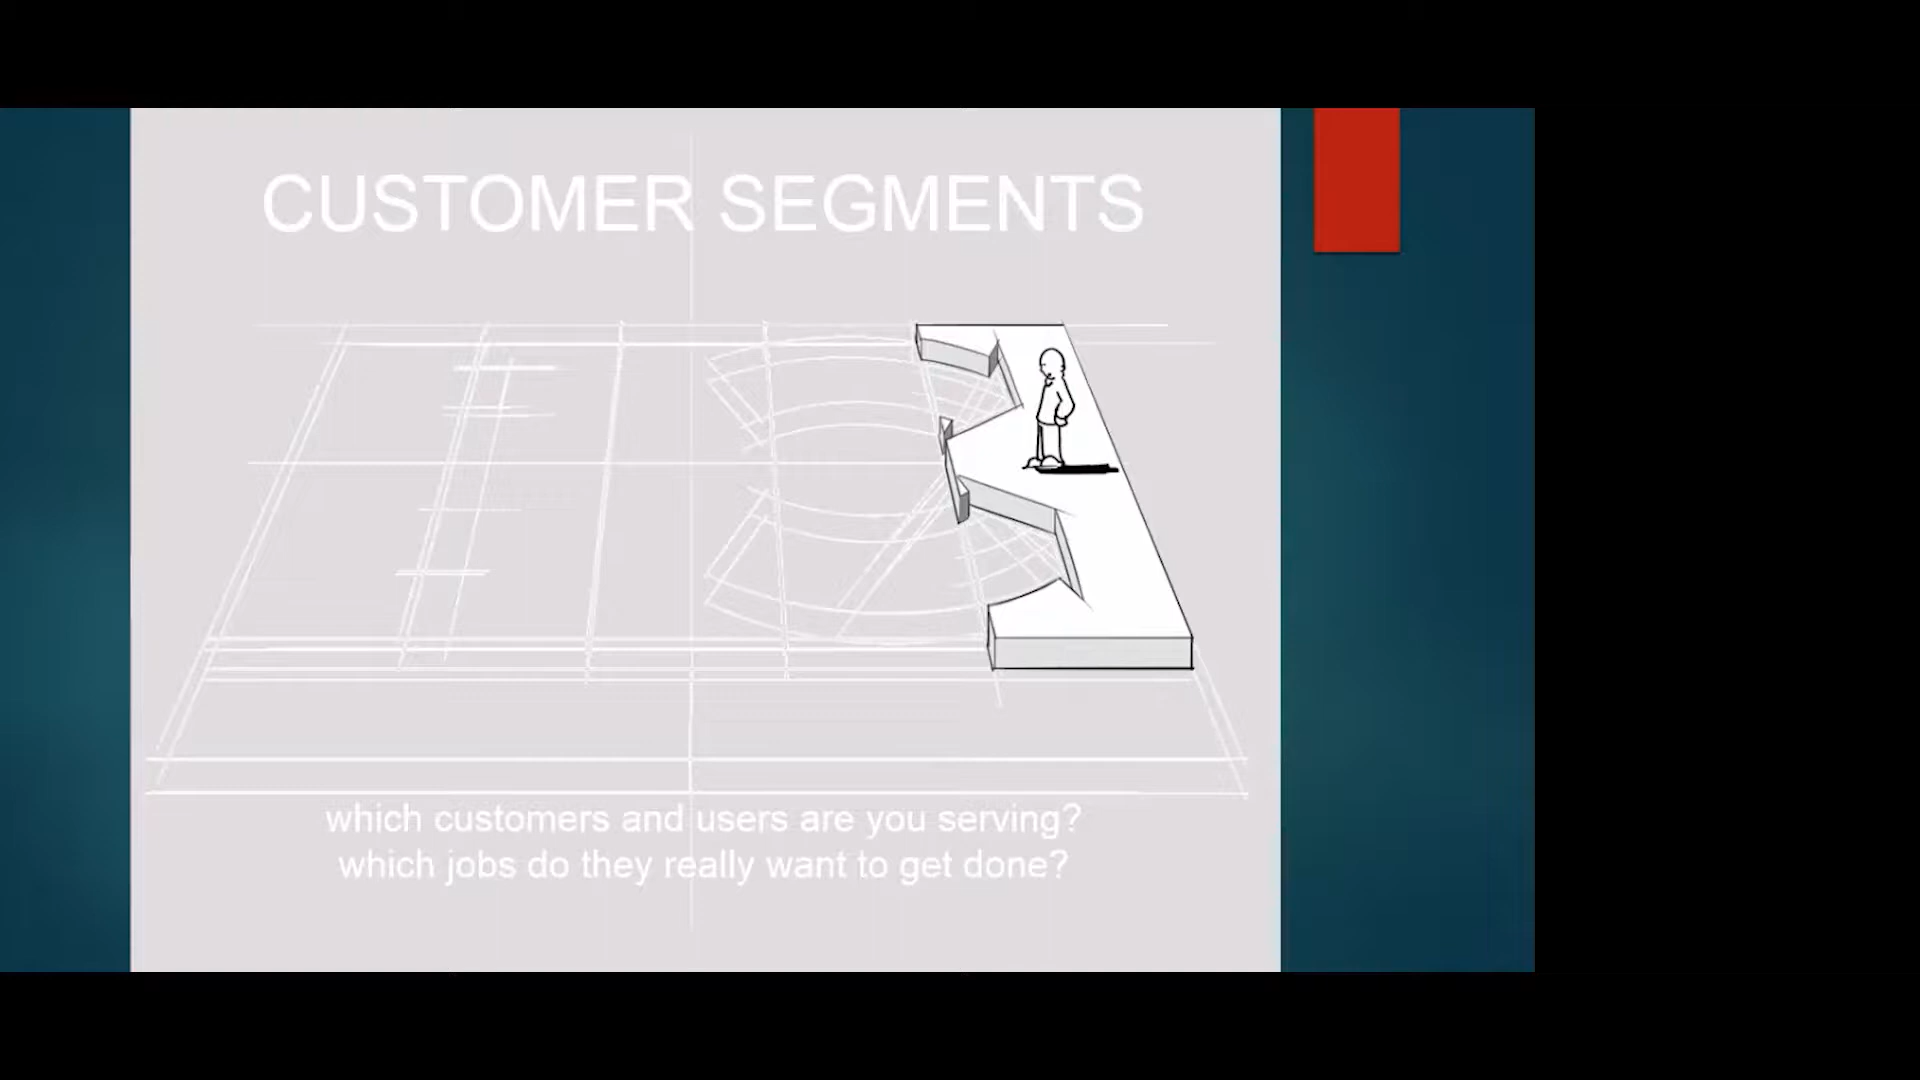 CUSTOMER SEGMENTS
which customers and users are you serving?
which jobs do they really want to get done?